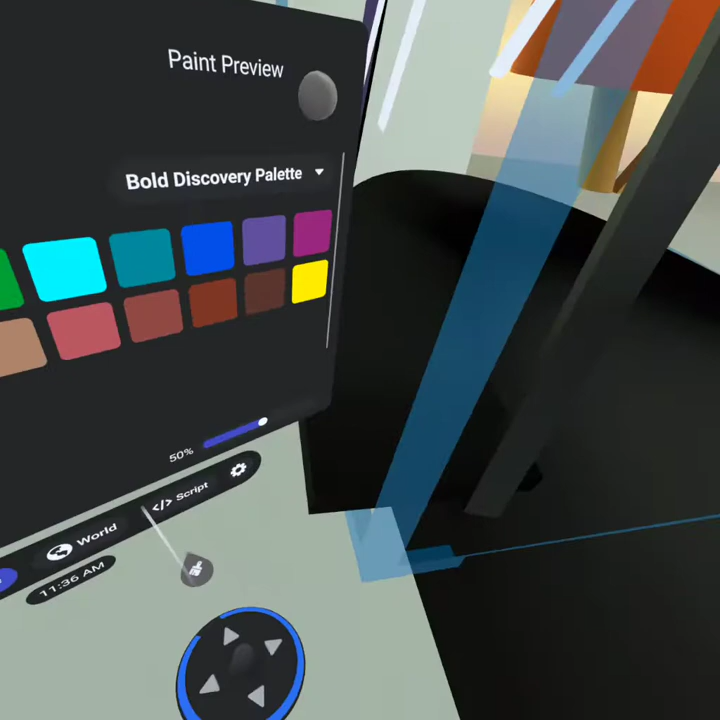 Paint Preview
Bold Discovery Palette
50%
</> Script
World
11:36 AM